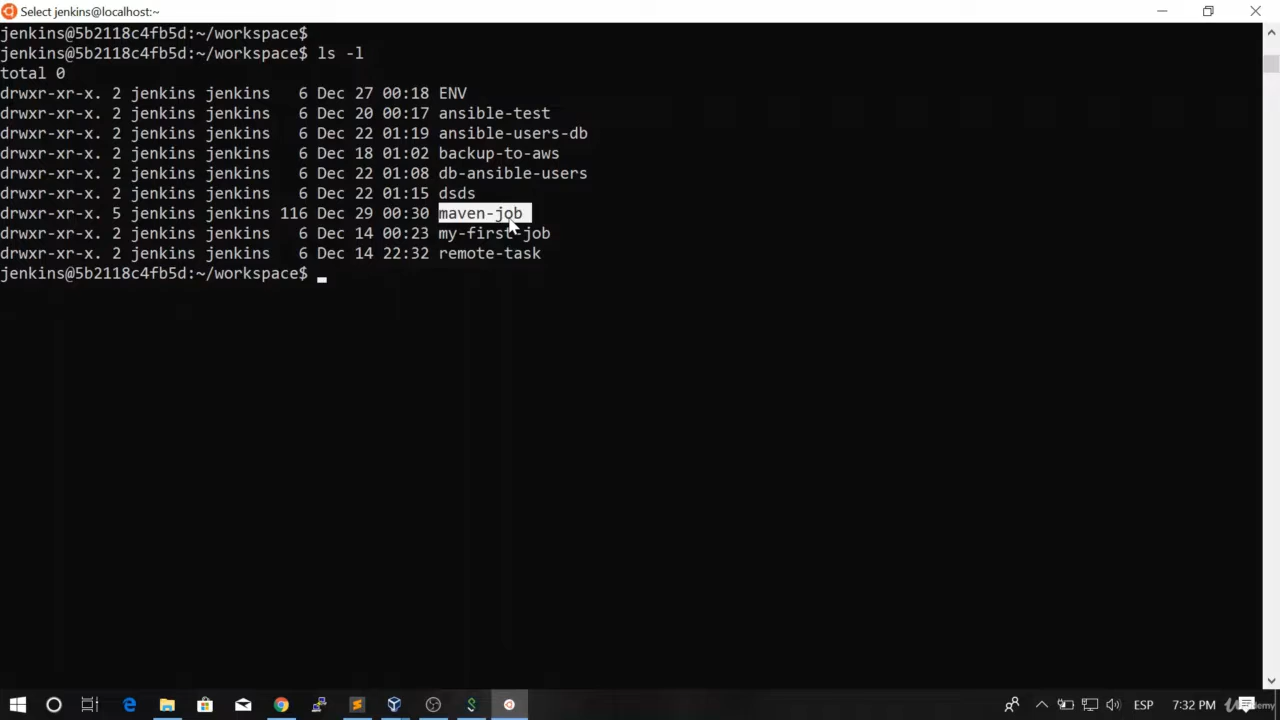 Select jenkins@localhost:~
jenkins@5b2118c4fb5d:~/workspace$
jenkins@5b2118c4fb5d:~/workspace$ ls -l
total 0
drwxr-xr-x. 2 jenkins jenkins   6 Dec 27 00:18 ENV
drwxr-xr-x. 2 jenkins jenkins   6 Dec 20 00:17 ansible-test
drwxr-xr-x. 2 jenkins jenkins   6 Dec 22 01:19 ansible-users-db
drwxr-xr-x. 2 jenkins jenkins   6 Dec 18 01:02 backup-to-aws
drwxr-xr-x. 2 jenkins jenkins   6 Dec 22 01:08 db-ansible-users
drwxr-xr-x. 2 jenkins jenkins   6 Dec 22 01:15 dsds
drwxr-xr-x. 5 jenkins jenkins 116 Dec 29 00:30 maven-job
drwxr-xr-x. 2 jenkins jenkins   6 Dec 14 00:23 my-first-job
drwxr-xr-x. 2 jenkins jenkins   6 Dec 14 22:32 remote-task
jenkins@5b2118c4fb5d:~/workspace$
ESP 7:32 PM